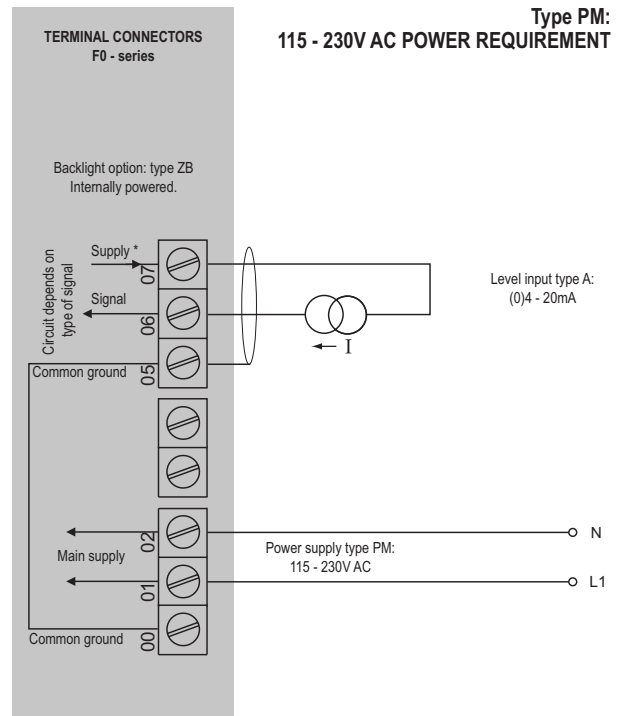 Type PM:
115 - 230V AC POWER REQUIREMENT
TERMINAL CONNECTORS
F0 - series
Backlight option: type ZB
Internally powered.
Circuit depends on
type of signal
Supply *
07
Signal
06
Common ground
05
I
Level input type A:
(0)4 - 20mA
02
Main supply
01
Power supply type PM:
115 - 230V AC
N
L1
Common ground
00